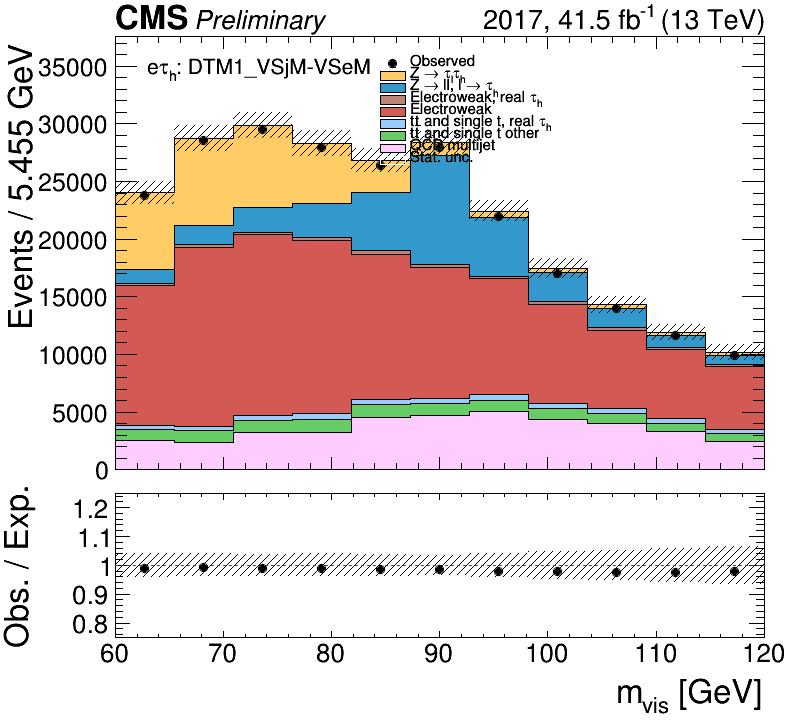 CMS Preliminary 2017, 41.5 fb⁻¹ (13 TeV)
eτₕ: DTM1_VSjM-VSeM
Observed
Z → τₗτₕ
Z → ll, l → τₕ
Electroweak, real τₕ
Electroweak
tt and single t, real τₕ
tt and single t other
QCD multijet
Stat. unc.
Events / 5.455 GeV
35000
30000
25000
20000
15000
10000
5000
0
Obs. / Exp.
1.2
1.1
1
0.9
0.8
60 70 80 90 100 110 120
m_vis [GeV]